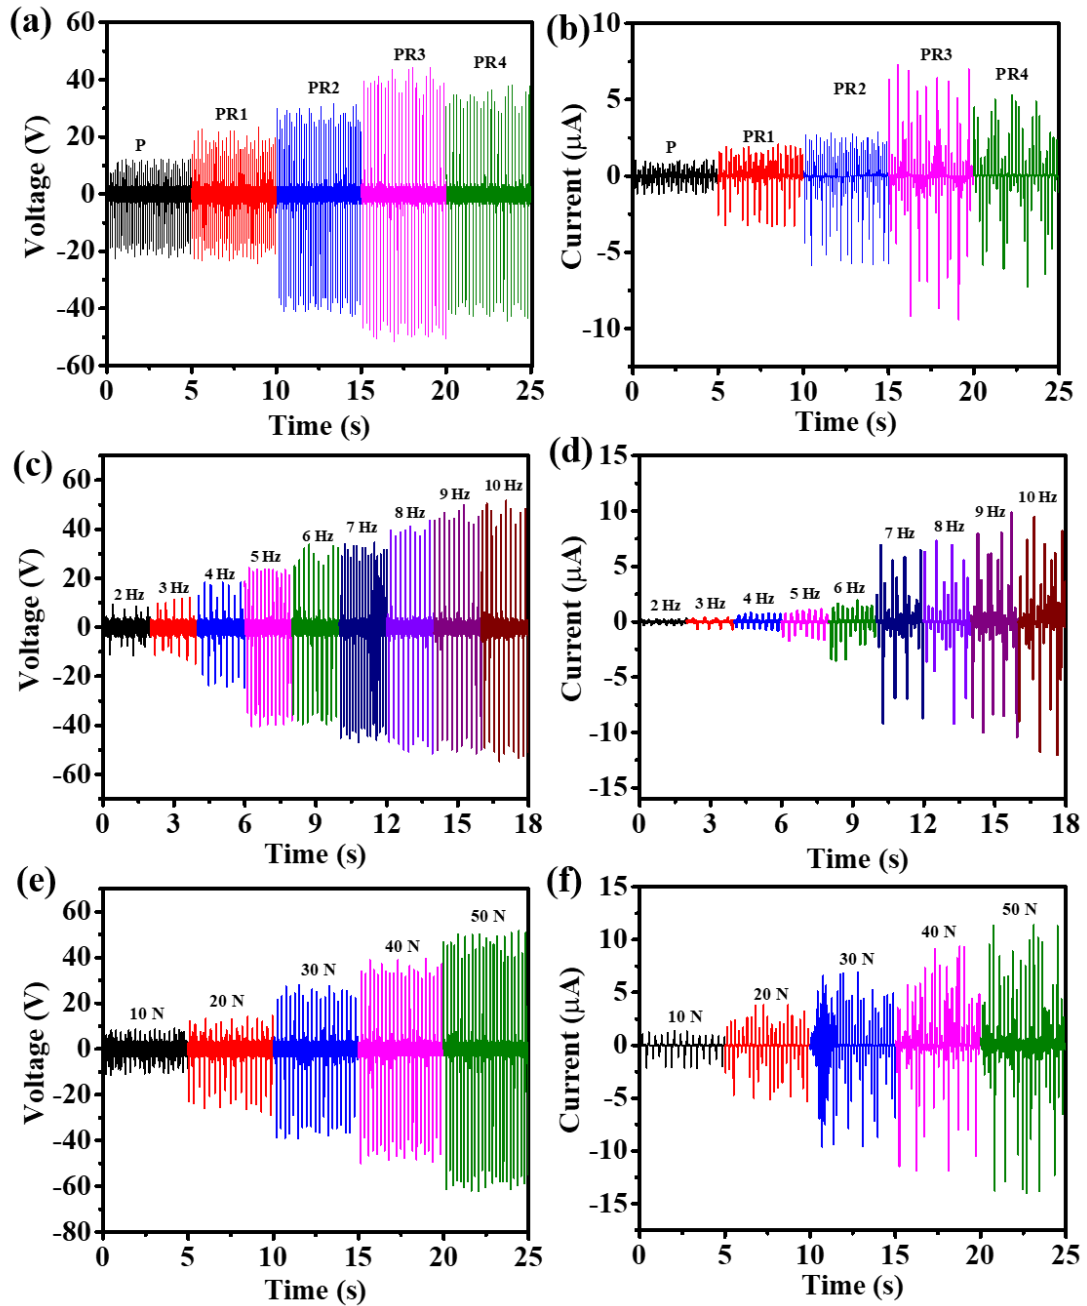 (a)
60
40
20
0
-20
-40
-60
Voltage (V)
P
PR1
PR2
PR3
PR4
0 5 10 15 20 25
Time (s)
(b)
10
5
0
-5
-10
Current (μA)
P
PR1
PR2
PR3
PR4
0 5 10 15 20 25
Time (s)
(c)
60
40
20
0
-20
-40
-60
Voltage (V)
2 Hz
3 Hz
4 Hz
5 Hz
6 Hz
7 Hz
8 Hz
9 Hz
10 Hz
0 3 6 9 12 15 18
Time (s)
(d)
15
10
5
0
-5
-10
-15
Current (μA)
2 Hz
3 Hz
4 Hz
5 Hz
6 Hz
7 Hz
8 Hz
9 Hz
10 Hz
0 3 6 9 12 15 18
Time (s)
(e)
60
40
20
0
-20
-40
-60
-80
Voltage (V)
10 N
20 N
30 N
40 N
50 N
0 5 10 15 20 25
Time (s)
(f)
15
10
5
0
-5
-10
-15
Current (μA)
10 N
20 N
30 N
40 N
50 N
0 5 10 15 20 25
Time (s)